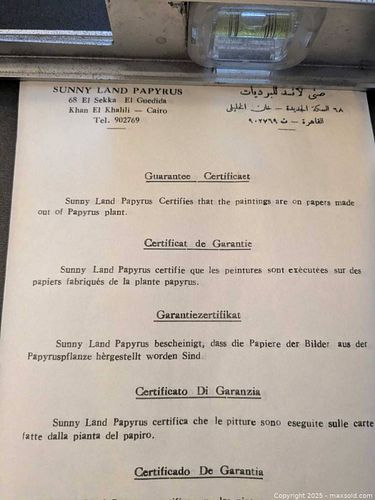 SUNNY LAND PAPYRUS
68 El Sekka El Guedida
Khan El Khalili — Cairo
Tel. 902769
صنى لاند للبرديات
٦٨ السكة الجديدة — خان الخليلى
القاهرة — ت ٩٠٢٧٦٩
Guarantee Certificaet
Sunny Land Papyrus Certifies that the paintings are on papers made
out of Papyrus plant.
Certificat de Garantie
Sunny Land Papyrus certifie que les peintures sont exécutées sur des
papiers fabriqués de la plante papyrus.
Garantiezertifikat
Sunny Land Papyrus bescheinigt, dass die Papiere der Bilder aus der
Papyruspflanze hèrgestellt worden Sind.
Certificato Di Garanzia
Sunny Land Papyrus certifica che le pitture sono eseguite sulle carte
fatte dalla pianta del papiro.
Certificado De Garantia
Copyright 2025 - maxsold.com